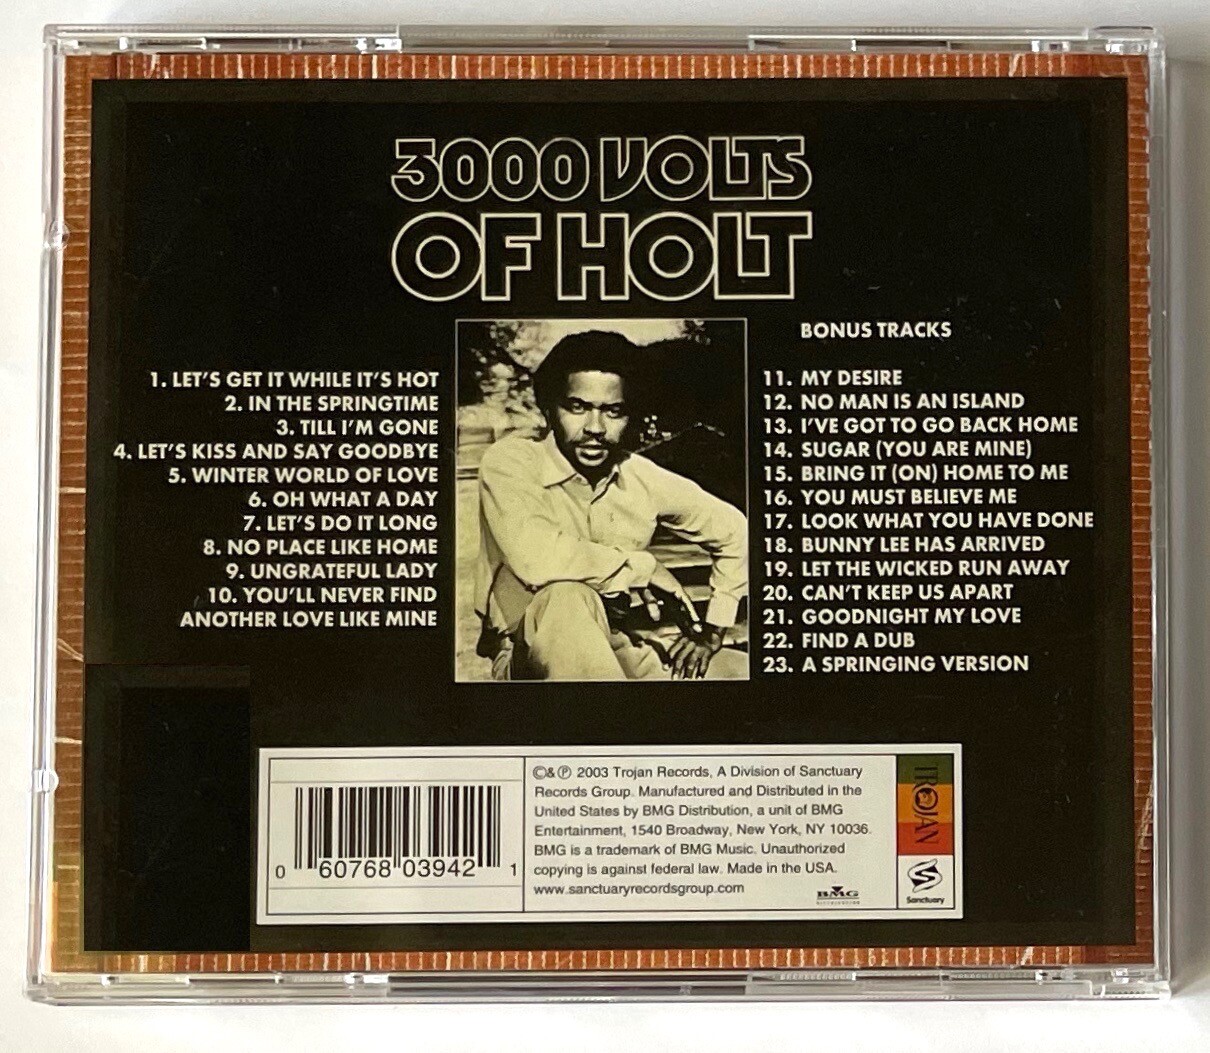 3000 VOLTS
OF HOLT
1. LET'S GET IT WHILE IT'S HOT
2. IN THE SPRINGTIME
3. TILL I'M GONE
4. LET'S KISS AND SAY GOODBYE
5. WINTER WORLD OF LOVE
6. OH WHAT A DAY
7. LET'S DO IT LONG
8. NO PLACE LIKE HOME
9. UNGRATEFUL LADY
10. YOU'LL NEVER FIND
ANOTHER LOVE LIKE MINE
BONUS TRACKS
11. MY DESIRE
12. NO MAN IS AN ISLAND
13. I'VE GOT TO GO BACK HOME
14. SUGAR (YOU ARE MINE)
15. BRING IT (ON) HOME TO ME
16. YOU MUST BELIEVE ME
17. LOOK WHAT YOU HAVE DONE
18. BUNNY LEE HAS ARRIVED
19. LET THE WICKED RUN AWAY
20. CAN'T KEEP US APART
21. GOODNIGHT MY LOVE
22. FIND A DUB
23. A SPRINGING VERSION
0 60768 03942 1
©&℗ 2003 Trojan Records, A Division of Sanctuary
Records Group. Manufactured and Distributed in the
United States by BMG Distribution, a unit of BMG
Entertainment, 1540 Broadway, New York, NY 10036.
BMG is a trademark of BMG Music. Unauthorized
copying is against federal law. Made in the USA.
www.sanctuaryrecordsgroup.com
BMG
TROJAN
Sanctuary